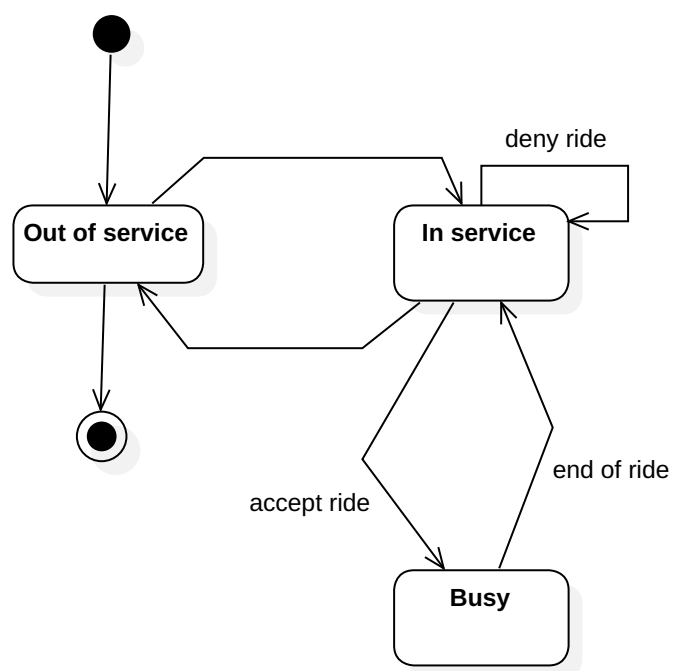 deny ride
Out of service
In service
end of ride
accept ride
Busy